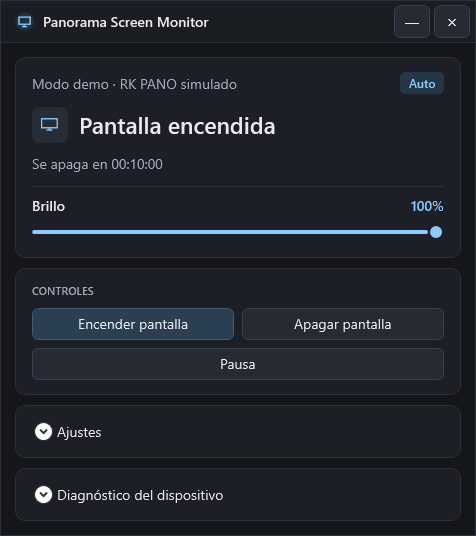 Panorama Screen Monitor
Modo demo · RK PANO simulado
Auto
Pantalla encendida
Se apaga en 00:10:00
Brillo
100%
CONTROLES
Encender pantalla
Apagar pantalla
Pausa
Ajustes
Diagnóstico del dispositivo